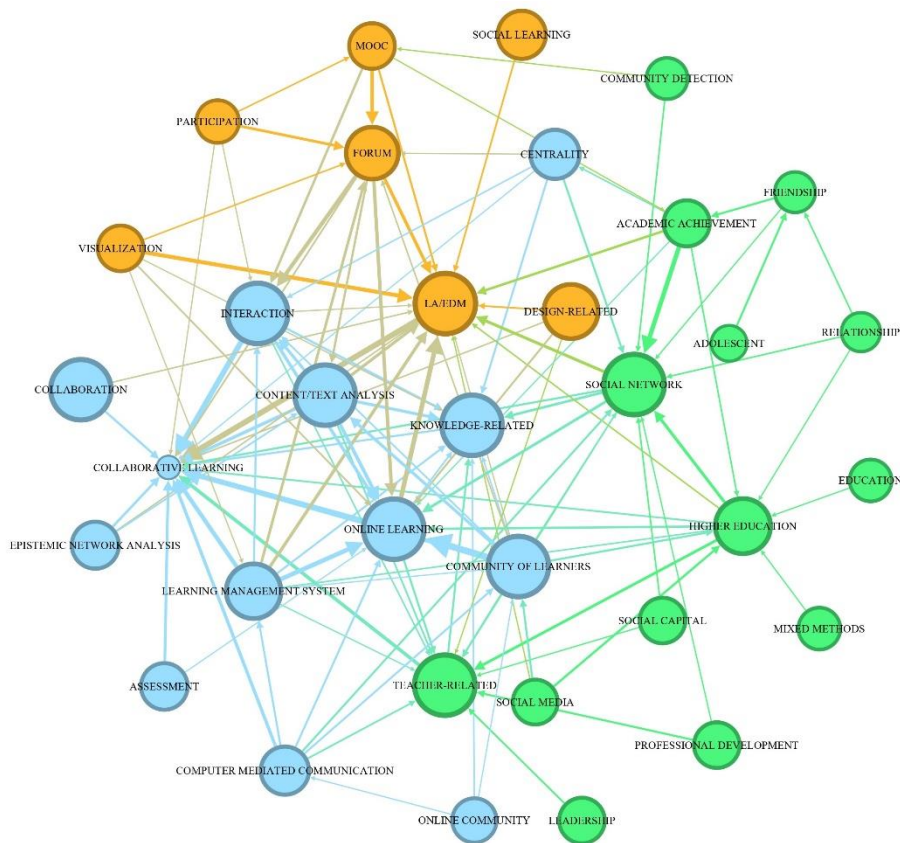 SOCIAL LEARNING
MOOC
COMMUNITY DETECTION
PARTICIPATION
CENTRALITY
FORUM
FRIENDSHIP
ACADEMIC ACHIEVEMENT
VISUALIZATION
LA/EDM
DESIGN-RELATED
INTERACTION
RELATIONSHIP
ADOLESCENT
SOCIAL NETWORK
COLLABORATION
CONTENT/TEXT ANALYSIS
KNOWLEDGE-RELATED
COLLABORATIVE LEARNING
EDUCATION
ONLINE LEARNING
HIGHER EDUCATION
EPISTEMIC NETWORK ANALYSIS
COMMUNITY OF LEARNERS
LEARNING MANAGEMENT SYSTEM
SOCIAL CAPITAL
MIXED METHODS
ASSESSMENT
TEACHER-RELATED
SOCIAL MEDIA
PROFESSIONAL DEVELOPMENT
COMPUTER MEDIATED COMMUNICATION
ONLINE COMMUNITY
LEADERSHIP